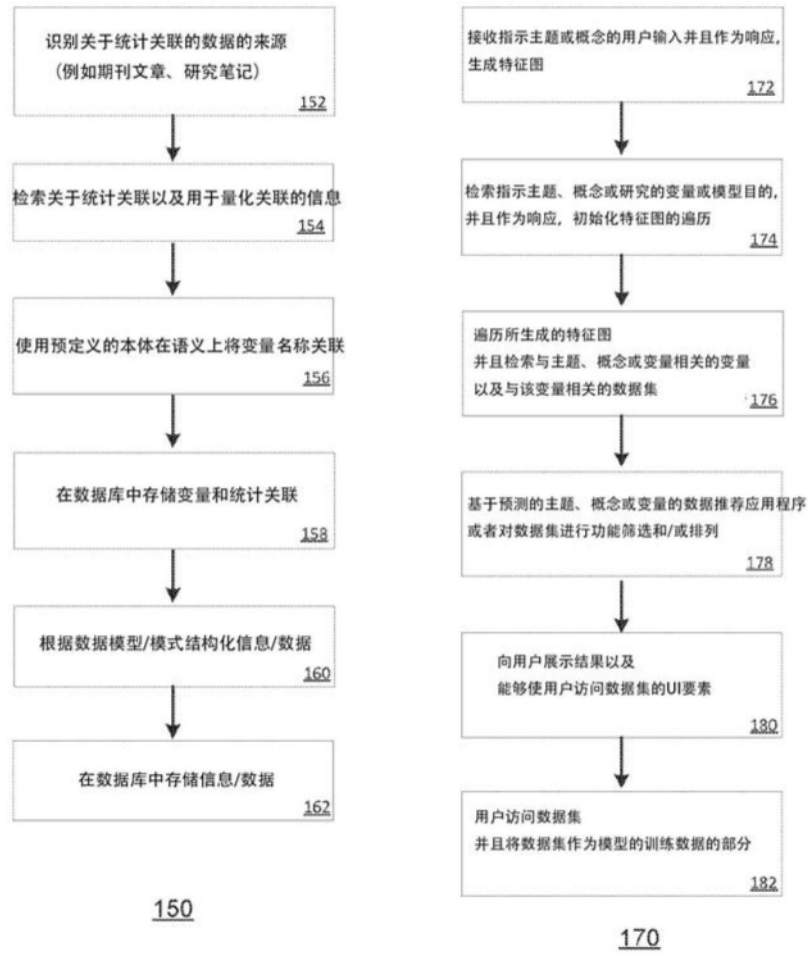 识别关于统计关联的数据的来源
（例如期刊文章、研究笔记）
152
检索关于统计关联以及用于量化关联的信息
154
使用预定义的本体在语义上将变量名称关联
156
在数据库中存储变量和统计关联
158
根据数据模型/模式结构化信息/数据
160
在数据库中存储信息/数据
162
150
接收指示主题或概念的用户输入并且作为响应,
生成特征图
172
检索指示主题、概念或研究的变量或模型目的,
并且作为响应，初始化特征图的遍历
174
遍历所生成的特征图
并且检索与主题、概念或变量相关的变量
以及与该变量相关的数据集
176
基于预测的主题、概念或变量的数据推荐应用程序
或者对数据集进行功能筛选和/或排列
178
向用户展示结果以及
能够使用户访问数据集的UI要素
180
用户访问数据集
并且将数据集作为模型的训练数据的部分
182
170